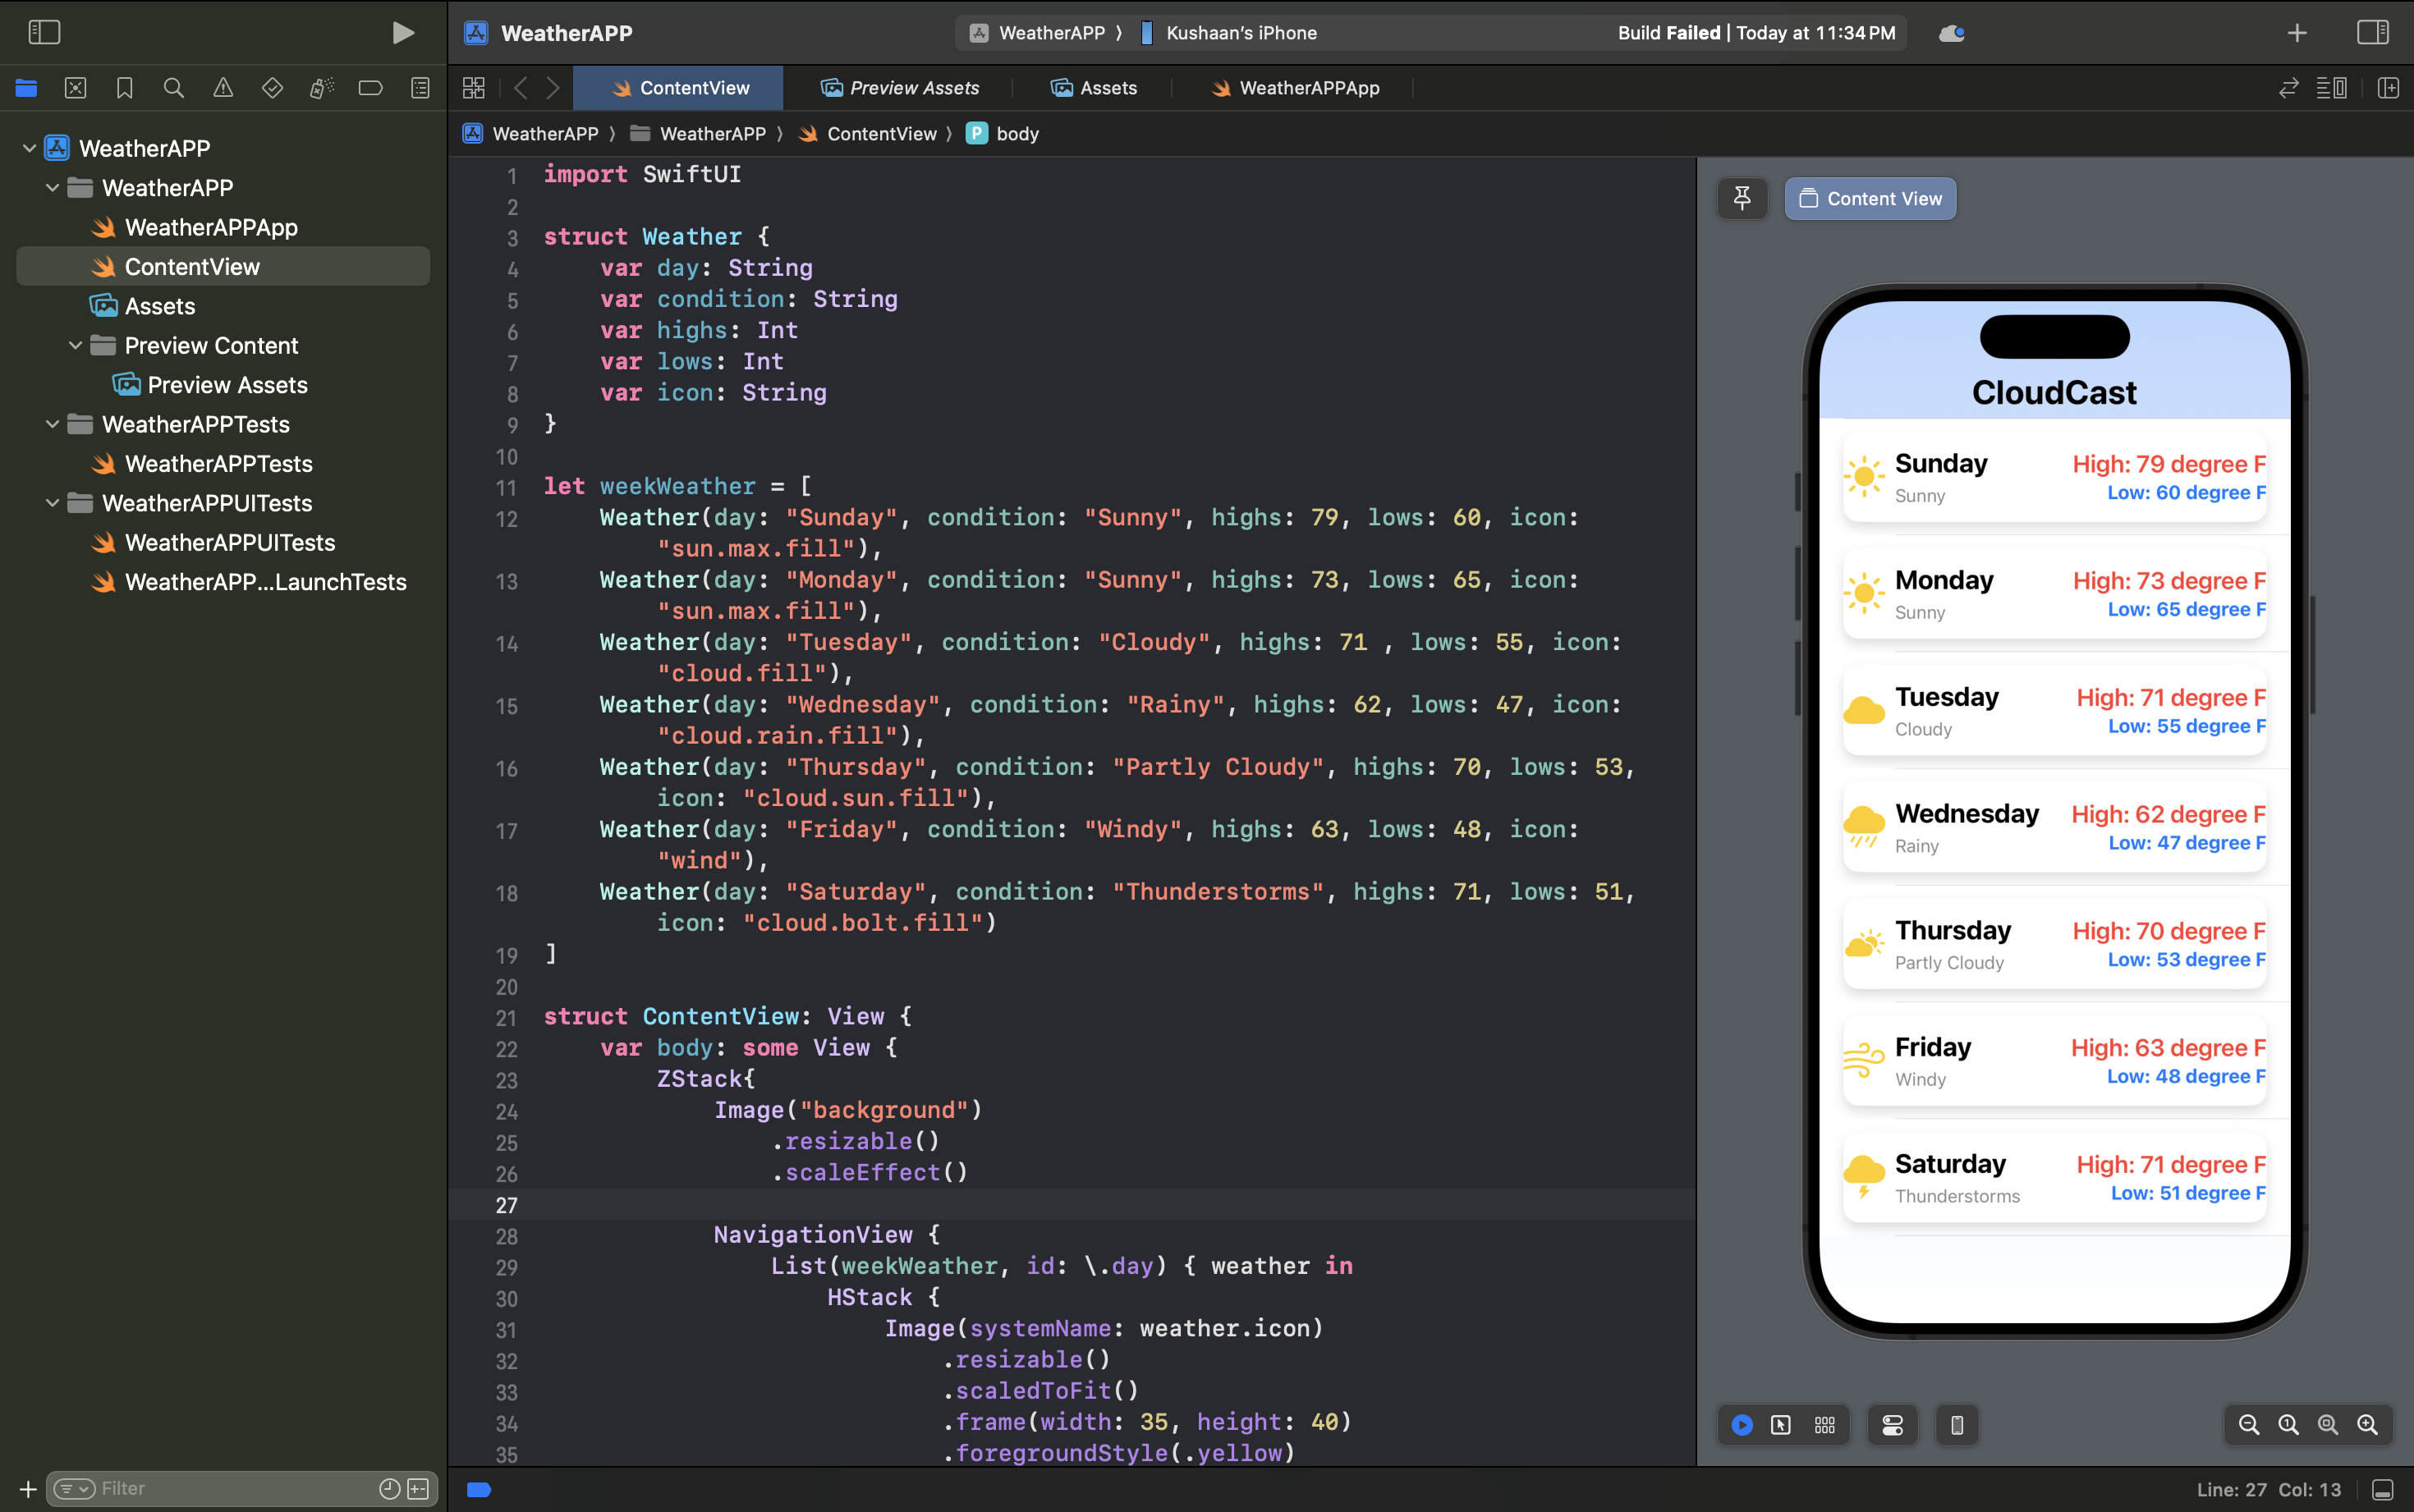 WeatherAPP
WeatherAPP ⟩ Kushaan's iPhone
Build Failed | Today at 11:34 PM
ContentView
Preview Assets
Assets
WeatherAPPApp
WeatherAPP ⟩ WeatherAPP ⟩ ContentView ⟩ P body
WeatherAPP
WeatherAPP
WeatherAPPApp
ContentView
Assets
Preview Content
Preview Assets
WeatherAPPTests
WeatherAPPTests
WeatherAPPUITests
WeatherAPPUITests
WeatherAPP...LaunchTests
Filter
1 import SwiftUI
2
3 struct Weather {
4     var day: String
5     var condition: String
6     var highs: Int
7     var lows: Int
8     var icon: String
9 }
10
11 let weekWeather = [
12     Weather(day: "Sunday", condition: "Sunny", highs: 79, lows: 60, icon:
        "sun.max.fill"),
13     Weather(day: "Monday", condition: "Sunny", highs: 73, lows: 65, icon:
        "sun.max.fill"),
14     Weather(day: "Tuesday", condition: "Cloudy", highs: 71 , lows: 55, icon:
        "cloud.fill"),
15     Weather(day: "Wednesday", condition: "Rainy", highs: 62, lows: 47, icon:
        "cloud.rain.fill"),
16     Weather(day: "Thursday", condition: "Partly Cloudy", highs: 70, lows: 53,
        icon: "cloud.sun.fill"),
17     Weather(day: "Friday", condition: "Windy", highs: 63, lows: 48, icon:
        "wind"),
18     Weather(day: "Saturday", condition: "Thunderstorms", highs: 71, lows: 51,
        icon: "cloud.bolt.fill")
19 ]
20
21 struct ContentView: View {
22     var body: some View {
23         ZStack{
24             Image("background")
25                 .resizable()
26                 .scaleEffect()
27
28             NavigationView {
29                 List(weekWeather, id: \.day) { weather in
30                     HStack {
31                         Image(systemName: weather.icon)
32                             .resizable()
33                             .scaledToFit()
34                             .frame(width: 35, height: 40)
35                             .foregroundStyle(.yellow)
Content View
CloudCast
Sunday
High: 79 degree F
Sunny
Low: 60 degree F
Monday
High: 73 degree F
Sunny
Low: 65 degree F
Tuesday
High: 71 degree F
Cloudy
Low: 55 degree F
Wednesday
High: 62 degree F
Rainy
Low: 47 degree F
Thursday
High: 70 degree F
Partly Cloudy
Low: 53 degree F
Friday
High: 63 degree F
Windy
Low: 48 degree F
Saturday
High: 71 degree F
Thunderstorms
Low: 51 degree F
Line: 27 Col: 13